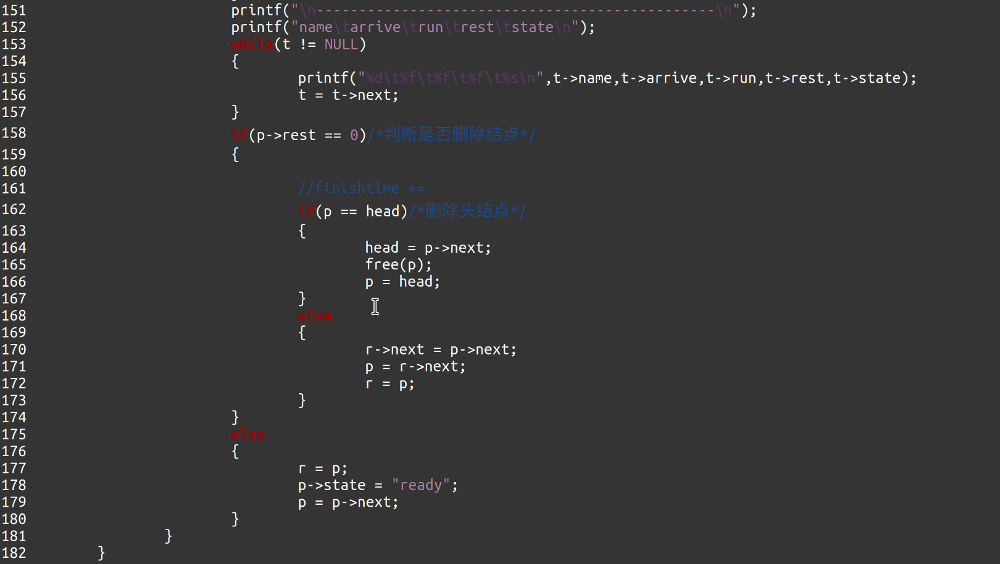 151 printf("\n-----------------------------------------------\n");
152 printf("name\tarrive\trun\trest\tstate\n");
153 while(t != NULL)
154 {
155 printf("%d\t%f\t%f\t%f\t%s\n",t->name,t->arrive,t->run,t->rest,t->state);
156 t = t->next;
157 }
158 if(p->rest == 0)/*判断是否删除结点*/
159 {
160
161 //finishtime +=
162 if(p == head)/*删除头结点*/
163 {
164 head = p->next;
165 free(p);
166 p = head;
167 }
168 else
169 {
170 r->next = p->next;
171 p = r->next;
172 r = p;
173 }
174 }
175 else
176 {
177 r = p;
178 p->state = "ready";
179 p = p->next;
180 }
181 }
182 }